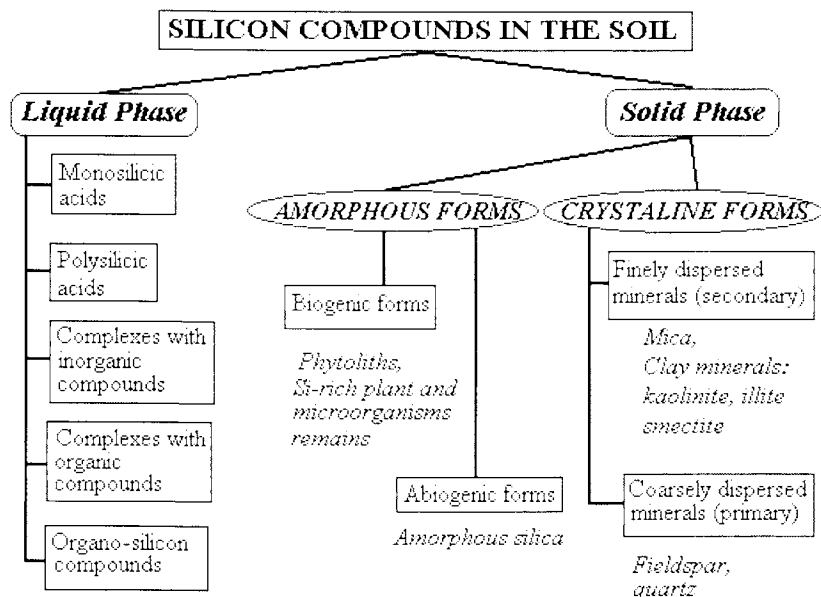 SILICON COMPOUNDS IN THE SOIL
Liquid Phase
Monosilicic
acids
Polysilicic
acids
Complexes with
inorganic
compounds
Complexes with
organic
compounds
Organo-silicon
compounds
Solid Phase
AMORPHOUS FORMS
Biogenic forms
Phytoliths,
Si-rich plant and
microorganisms
remains
Abiogenic forms
Amorphous silica
CRYSTALINE FORMS
Finely dispersed
minerals (secondary)
Mica,
Clay minerals:
kaolinite, illite
smectite
Coarsely dispersed
minerals (primary)
Fieldspar,
quartz